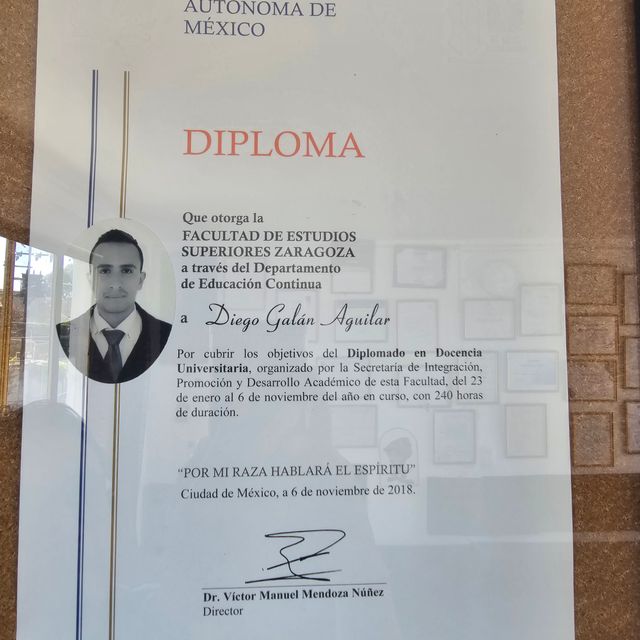 AUTÓNOMA DE
MÉXICO
DIPLOMA
Que otorga la
FACULTAD DE ESTUDIOS
SUPERIORES ZARAGOZA
a través del Departamento
de Educación Continua
a Diego Galán Aguilar
Por cubrir los objetivos del Diplomado en Docencia
Universitaria, organizado por la Secretaría de Integración,
Promoción y Desarrollo Académico de esta Facultad, del 23
de enero al 6 de noviembre del año en curso, con 240 horas
de duración.
“POR MI RAZA HABLARÁ EL ESPÍRITU”
Ciudad de México, a 6 de noviembre de 2018.
Dr. Víctor Manuel Mendoza Núñez
Director